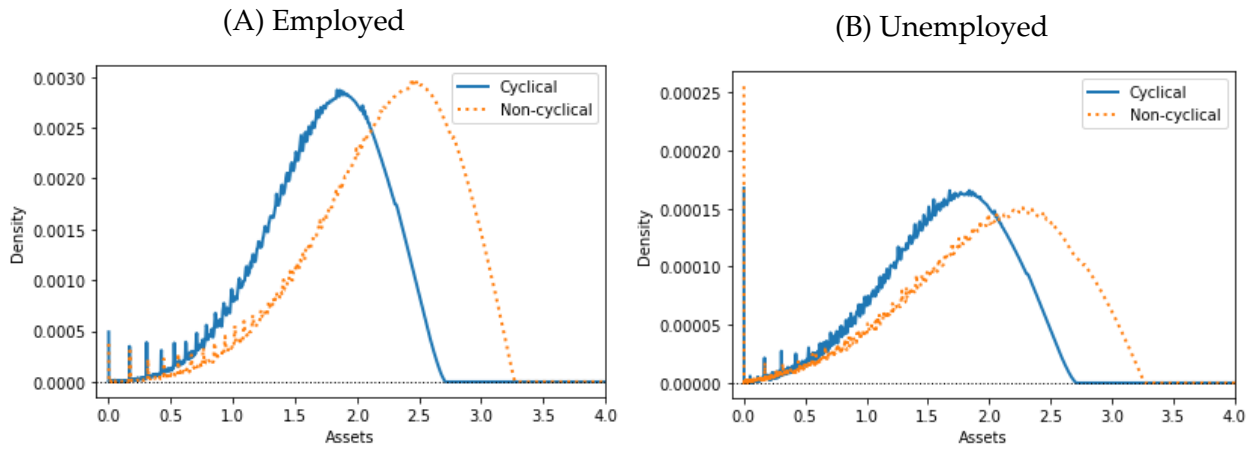 (A) Employed
0.0030
0.0025
0.0020
0.0015
0.0010
0.0005
0.0000
Density
Cyclical
Non-cyclical
0.0 0.5 1.0 1.5 2.0 2.5 3.0 3.5 4.0
Assets
(B) Unemployed
0.00025
0.00020
0.00015
0.00010
0.00005
0.00000
Density
Cyclical
Non-cyclical
0.0 0.5 1.0 1.5 2.0 2.5 3.0 3.5 4.0
Assets